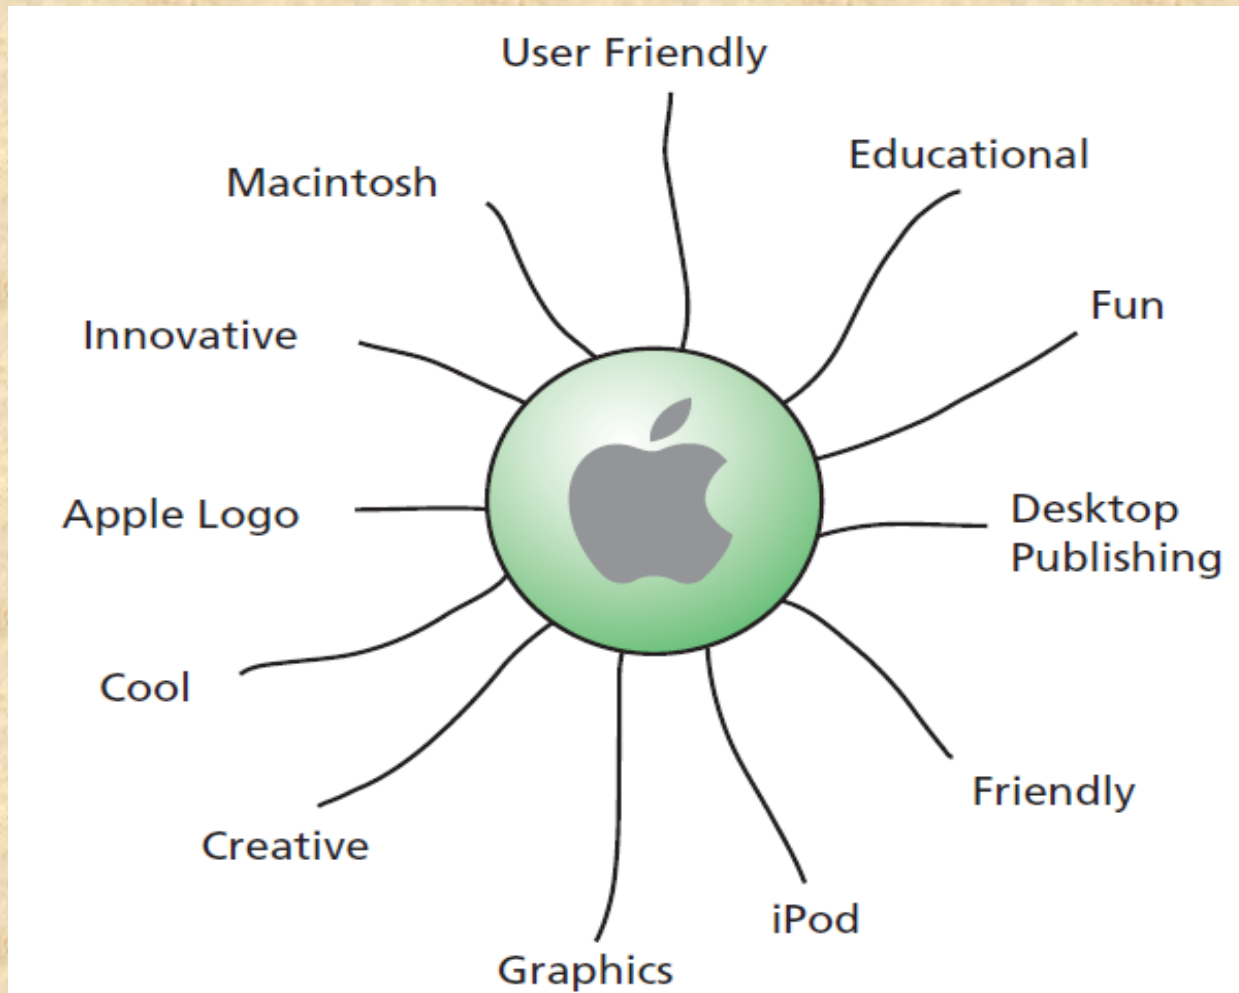 User Friendly
Educational
Macintosh
Fun
Innovative
Apple Logo
Desktop
Publishing
Cool
Friendly
Creative
iPod
Graphics